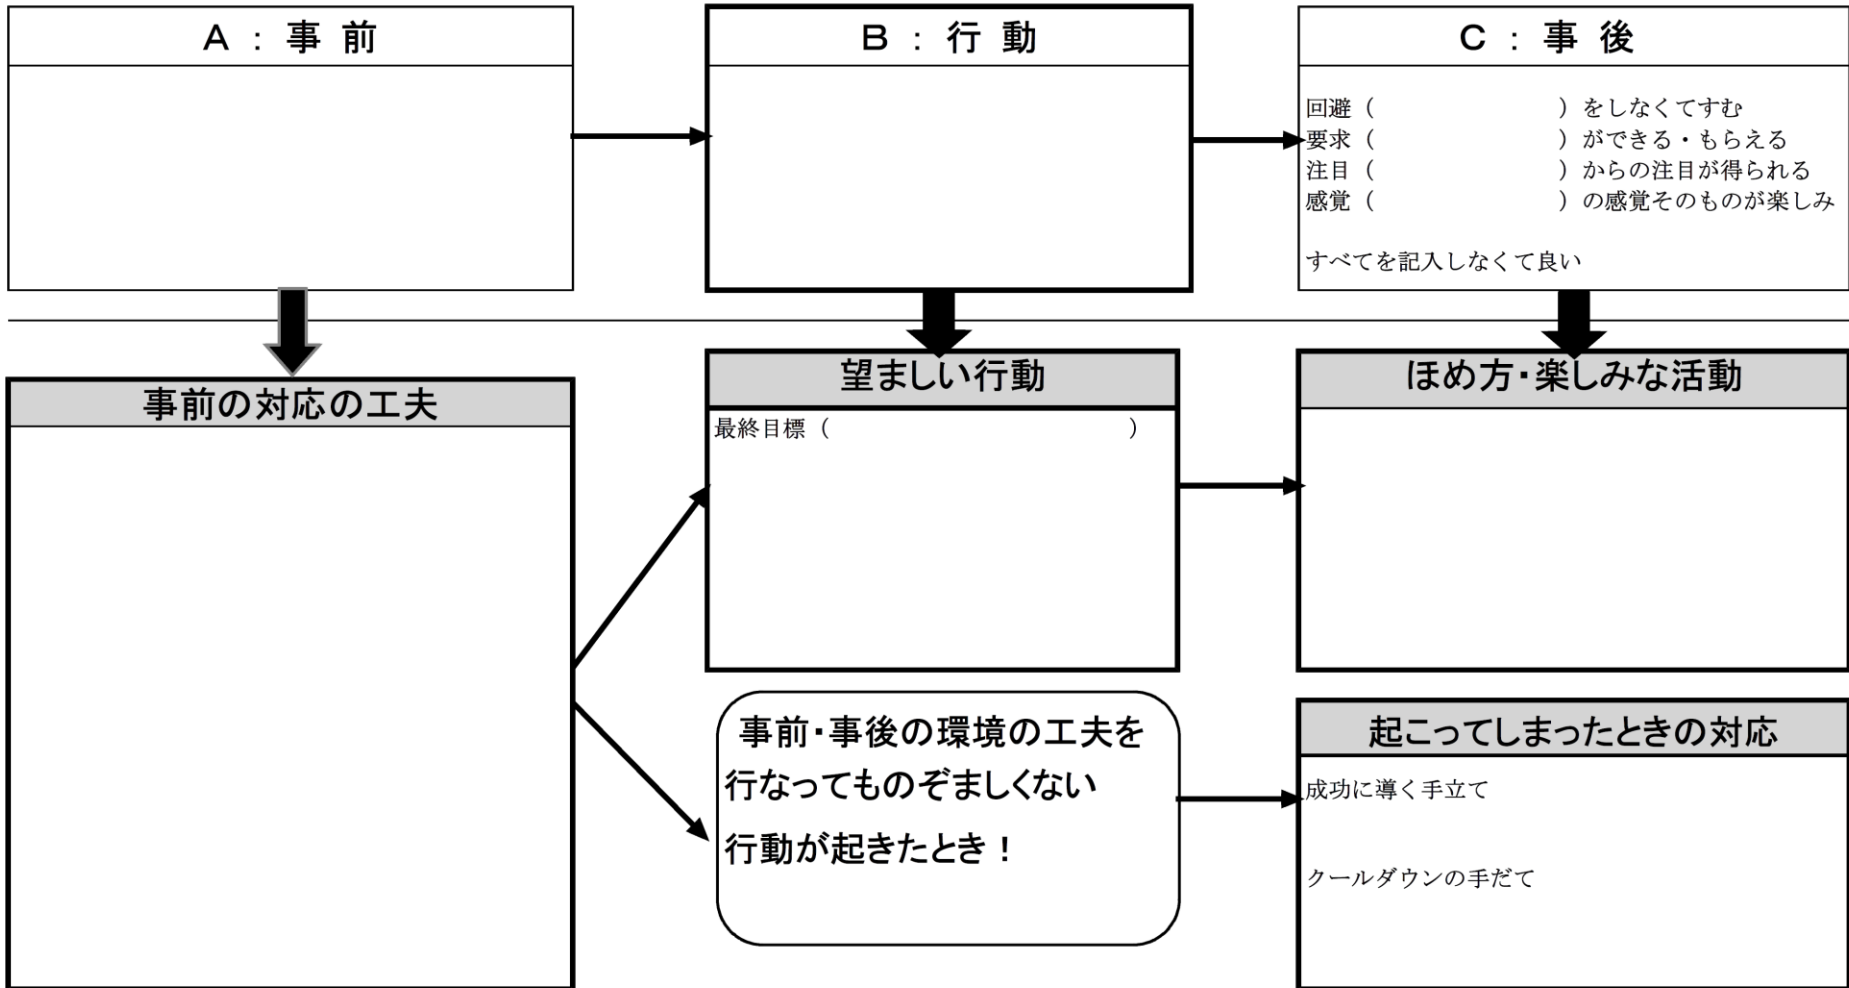 A : 事 前
B : 行 動
C : 事 後
回避（　　　　　　　　）をしなくてすむ
要求（　　　　　　　　）ができる・もらえる
注目（　　　　　　　　）からの注目が得られる
感覚（　　　　　　　　）の感覚そのものが楽しみ
すべてを記入しなくて良い
事前の対応の工夫
望ましい行動
最終目標（　　　　　　　　　　　　　）
ほめ方・楽しみな活動
事前・事後の環境の工夫を
行なってものぞましくない
行動が起きたとき！
起こってしまったときの対応
成功に導く手立て
クールダウンの手だて